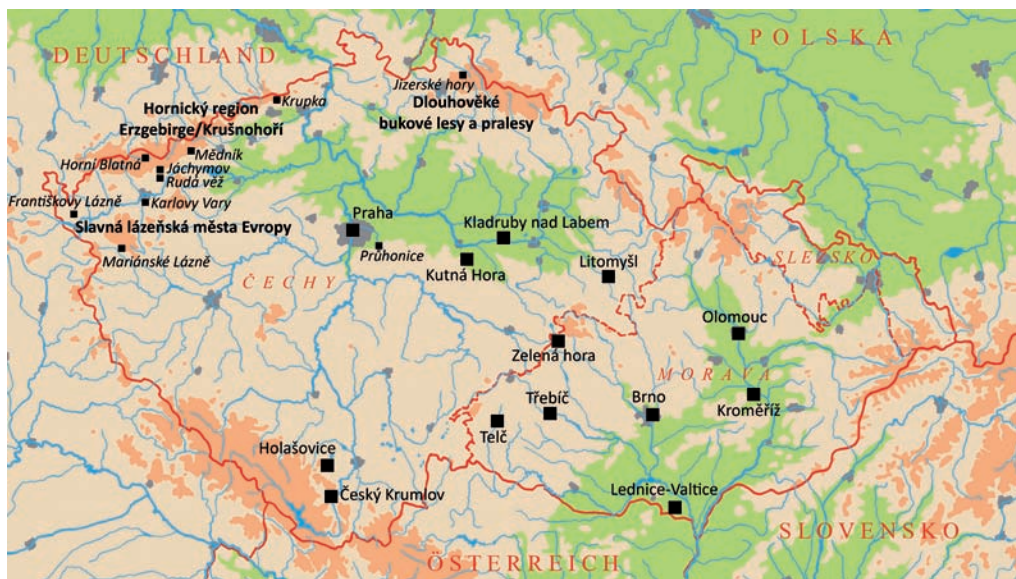 DEUTSCHLAND
POLSKA
Jizerské hory
Dlouhověké
bukové lesy a pralesy
Krupka
Hornický region
Erzgebirge/Krušnohoří
Mědník
Horní Blatná
Jáchymov
Rudá věž
Františkovy Lázně
Karlovy Vary
Slavná lázeňská města Evropy
Mariánské Lázně
Praha
Průhonice
Kladruby nad Labem
Kutná Hora
Litomyšl
SLEZSKO
ČECHY
Olomouc
Zelená hora
MORAVA
Kroměříž
Třebíč
Brno
Telč
Holašovice
Český Krumlov
Lednice-Valtice
SLOVENSKO
ÖSTERREICH